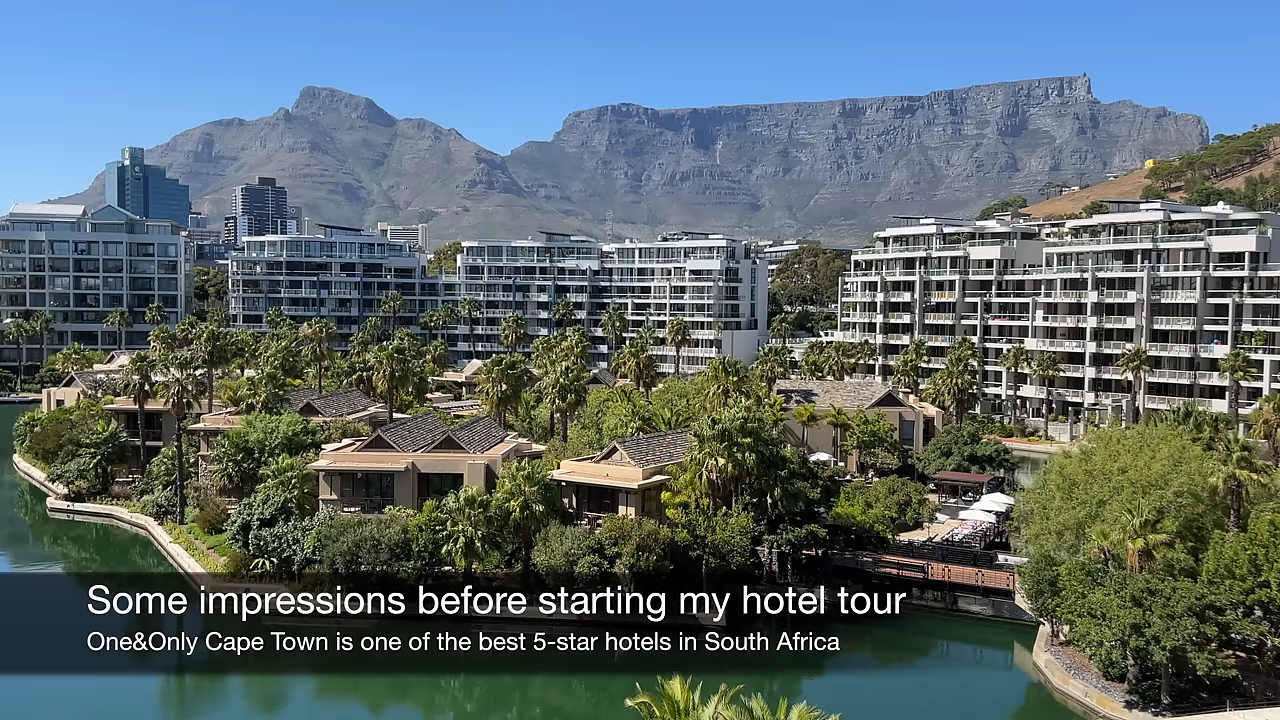 Some impressions before starting my hotel tour
One&Only Cape Town is one of the best 5-star hotels in South Africa